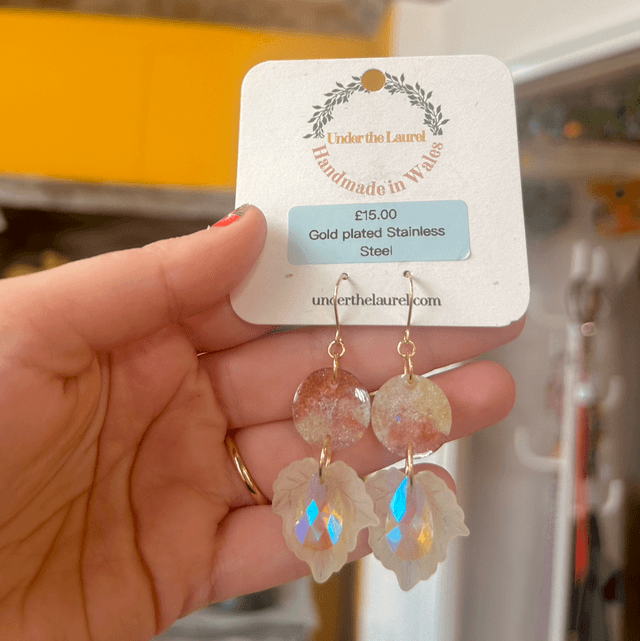 Under the Laurel
Handmade in Wales
£15.00
Gold plated Stainless
Steel
underthelaurel.com